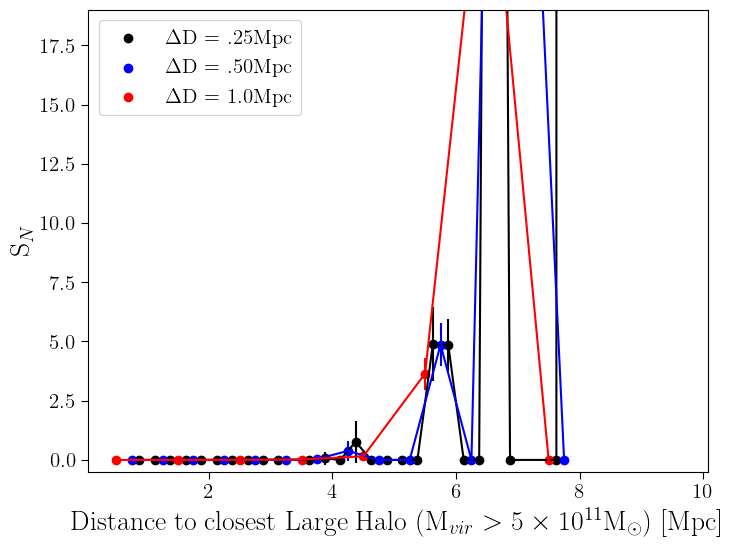 17.5
15.0
12.5
10.0
7.5
5.0
2.5
0.0
S_N
ΔD = .25Mpc
ΔD = .50Mpc
ΔD = 1.0Mpc
2 4 6 8 10
Distance to closest Large Halo (M_{vir} > 5 × 10^{11}M_⊙) [Mpc]